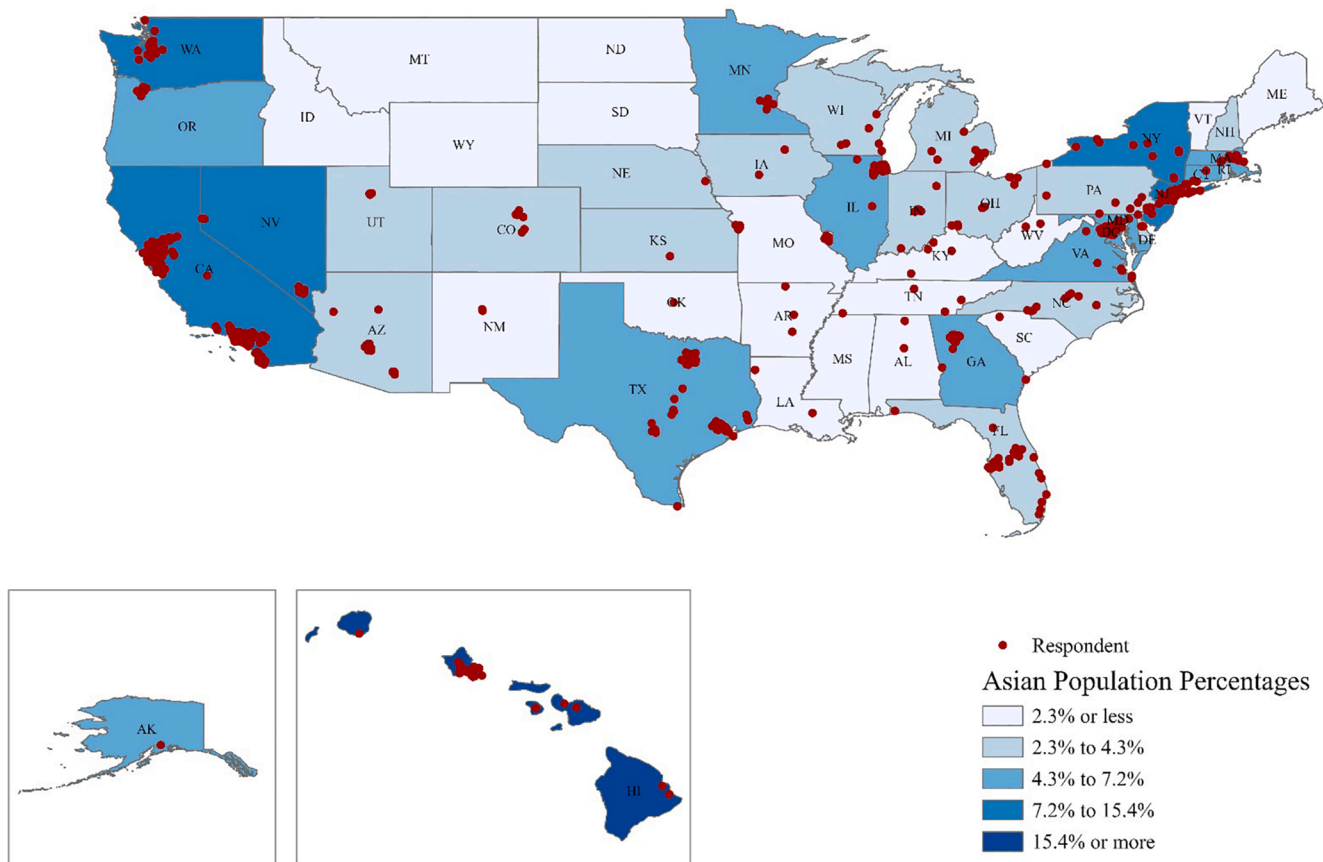 WA
MT
ND
MN
ME
VT
NH
OR
ID
SD
WI
MI
NY
MA
RI
CT
WY
IA
NE
PA
NJ
NV
UT
CO
IL
IN
OH
MD
DC
DE
WV
VA
KS
MO
KY
CA
AZ
NM
OK
AR
TN
NC
SC
TX
LA
MS
AL
GA
FL
AK
HI
Respondent
Asian Population Percentages
2.3% or less
2.3% to 4.3%
4.3% to 7.2%
7.2% to 15.4%
15.4% or more